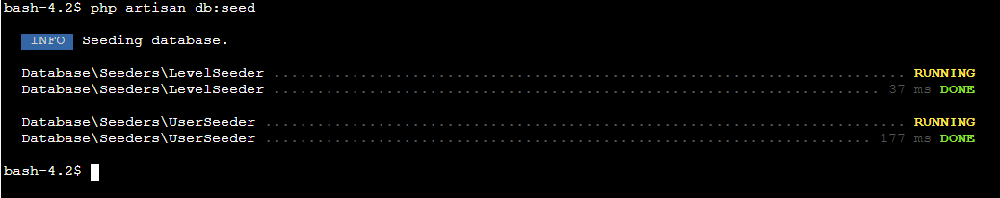 bash-4.2$ php artisan db:seed
INFO Seeding database.
Database\Seeders\LevelSeeder ......................................................................... RUNNING
Database\Seeders\LevelSeeder ...................................................................... 37 ms DONE
Database\Seeders\UserSeeder .......................................................................... RUNNING
Database\Seeders\UserSeeder ...................................................................... 177 ms DONE
bash-4.2$